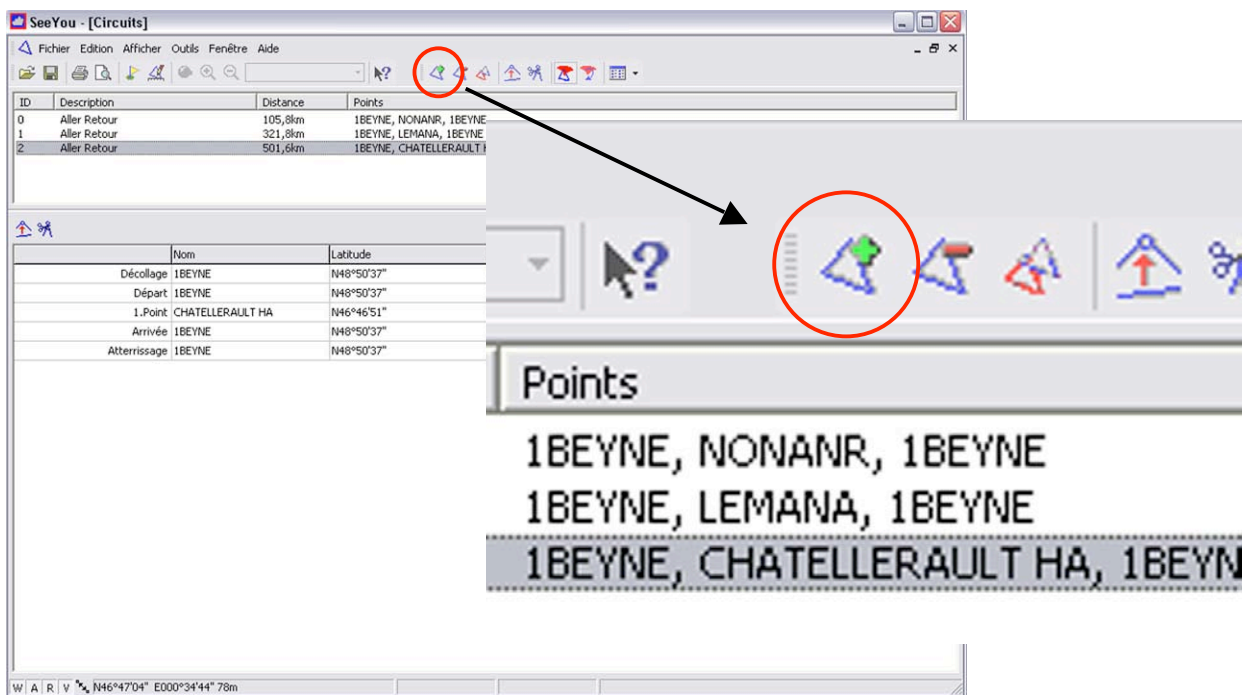 SeeYou - [Circuits]
Fichier Edition Afficher Outils Fenêtre Aide
ID Description Distance Points
0 Aller Retour 105,8km 1BEYNE, NONANR, 1BEYNE
1 Aller Retour 321,8km 1BEYNE, LEMANA, 1BEYNE
2 Aller Retour 501,6km 1BEYNE, CHATELLERAULT
Nom Latitude
Décollage 1BEYNE N48°50'37"
Départ 1BEYNE N48°50'37"
1.Point CHATELLERAULT HA N46°46'51"
Arrivée 1BEYNE N48°50'37"
Atterrissage 1BEYNE N48°50'37"
?
Points
1BEYNE, NONANR, 1BEYNE
1BEYNE, LEMANA, 1BEYNE
1BEYNE, CHATELLERAULT HA, 1BEYN
W A R V N46°47'04" E000°34'44" 78m